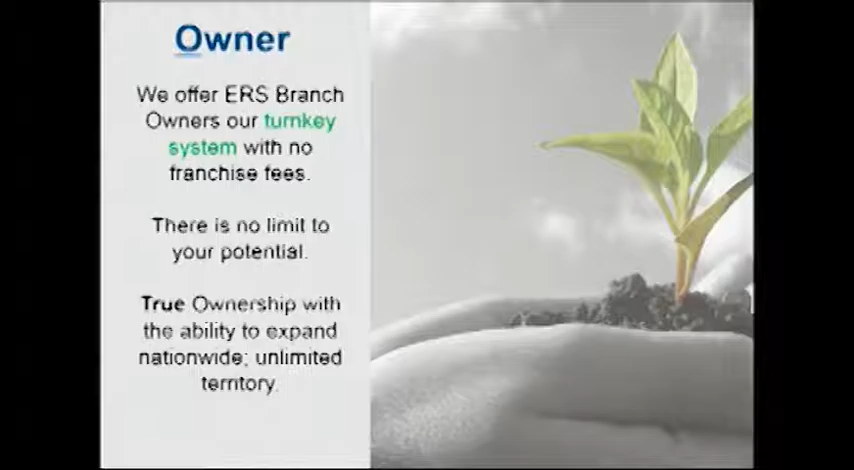 Owner
We offer ERS Branch
Owners our turnkey
system with no
franchise fees.
There is no limit to
your potential.
True Ownership with
the ability to expand
nationwide; unlimited
territory.